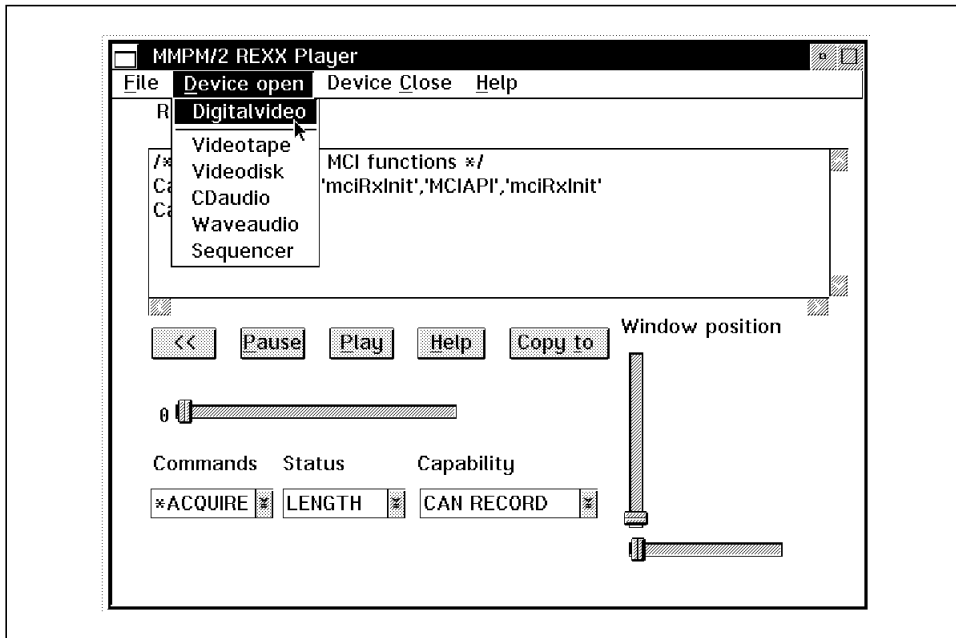 MMPM/2 REXX Player
File Device open Device Close Help
R
Digitalvideo
Videotape
Videodisk
CDaudio
Waveaudio
Sequencer
/* MCI functions */
Ca 'mciRxInit','MCIAPI','mciRxInit'
Ca
<< Pause Play Help Copy to
Window position
0
Commands Status Capability
*ACQUIRE LENGTH CAN RECORD